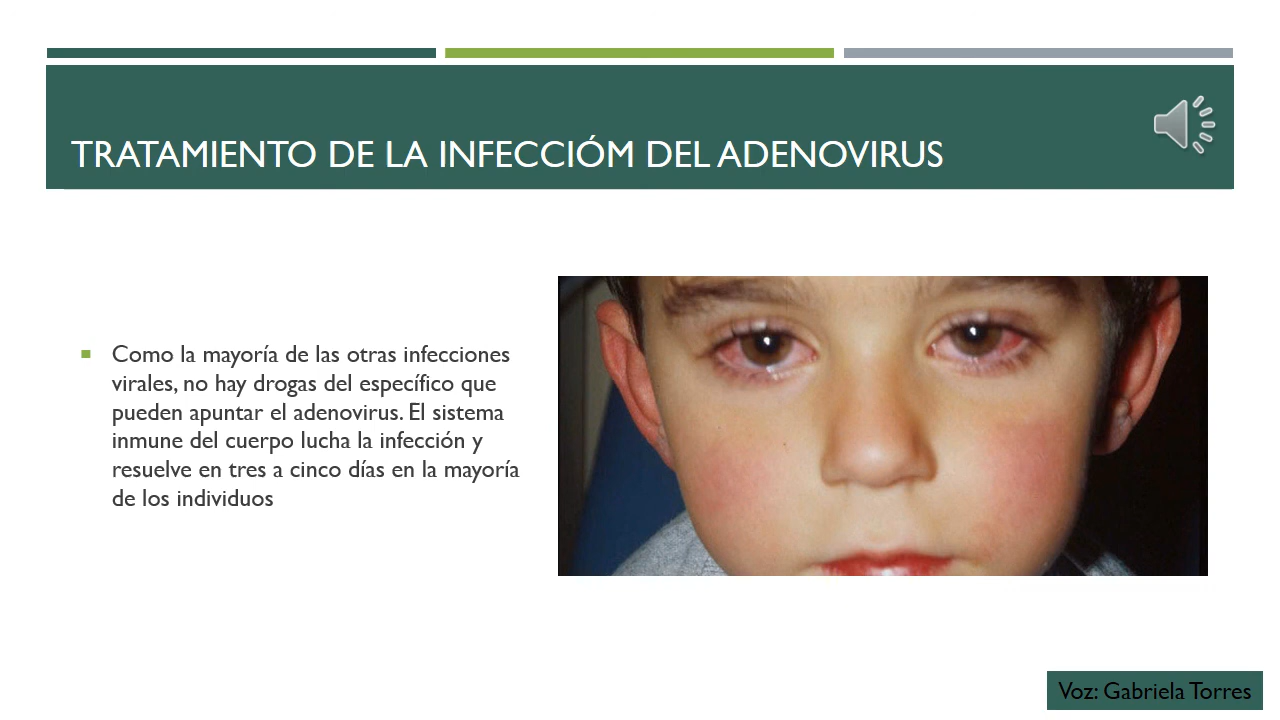 TRATAMIENTO DE LA INFECCIÓM DEL ADENOVIRUS
Como la mayoría de las otras infecciones
virales, no hay drogas del específico que
pueden apuntar el adenovirus. El sistema
inmune del cuerpo lucha la infección y
resuelve en tres a cinco días en la mayoría
de los individuos
Voz: Gabriela Torres